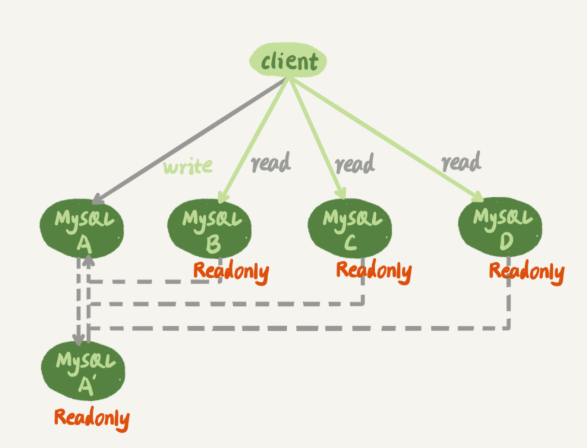 client
write
read
read
read
MySQL
A
MySQL
B
MySQL
C
MySQL
D
Readonly
Readonly
Readonly
MySQL
A'
Readonly